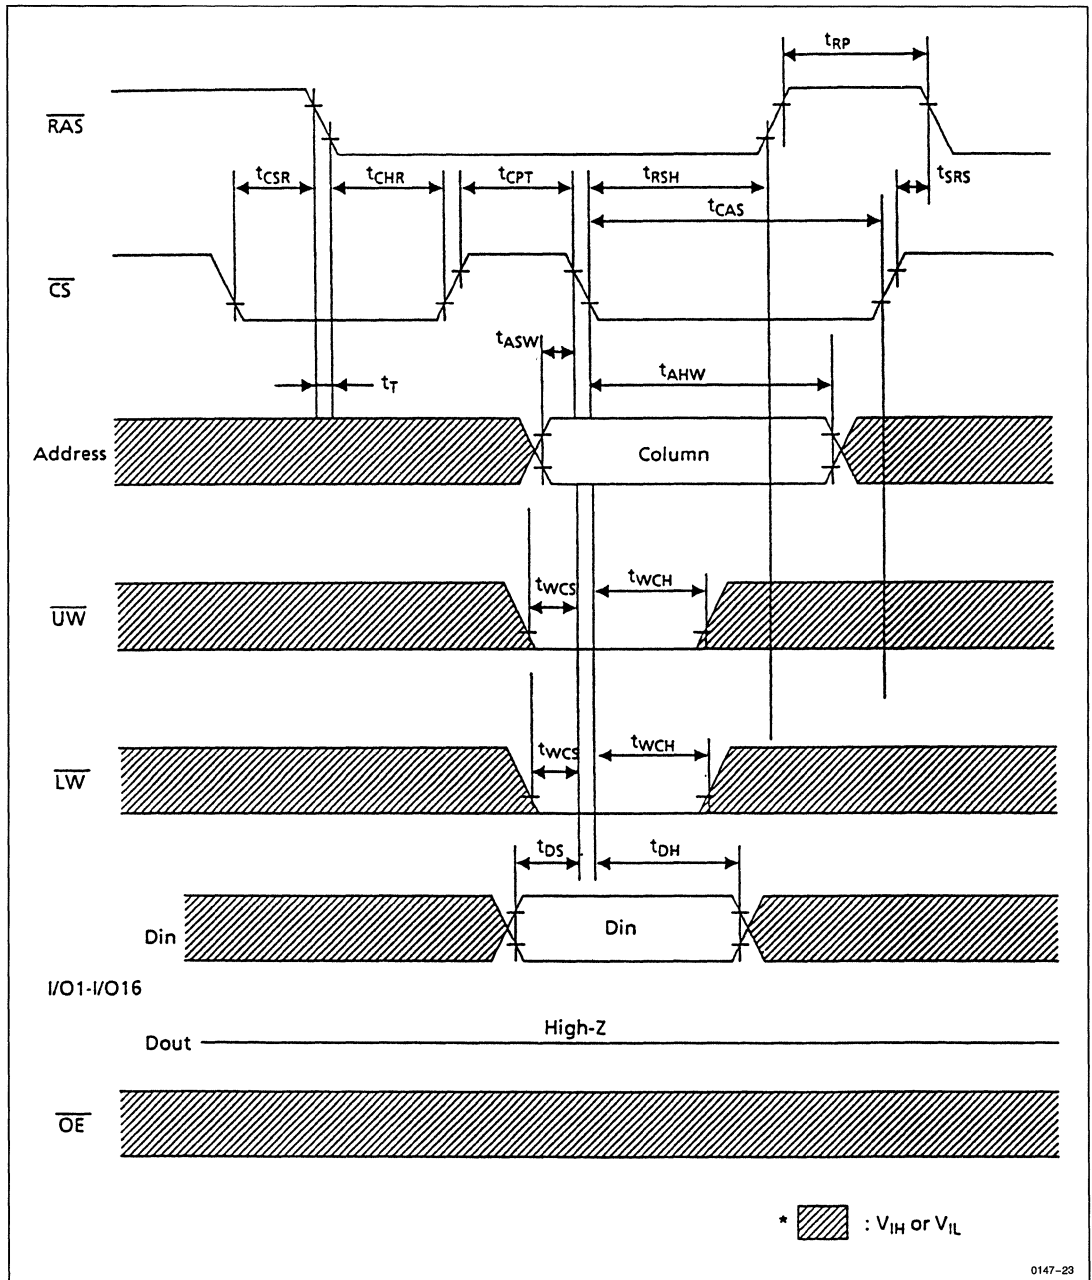 tRP
RAS
tCSR
tCHR
tCPT
tRSH
tSRS
tCAS
CS
tASW
tAHW
tT
Address
Column
tWCS
tWCH
UW
tWCS
tWCH
LW
tDS
tDH
Din
Din
I/O1-I/O16
High-Z
Dout
OE
* : VIH or VIL
0147-23